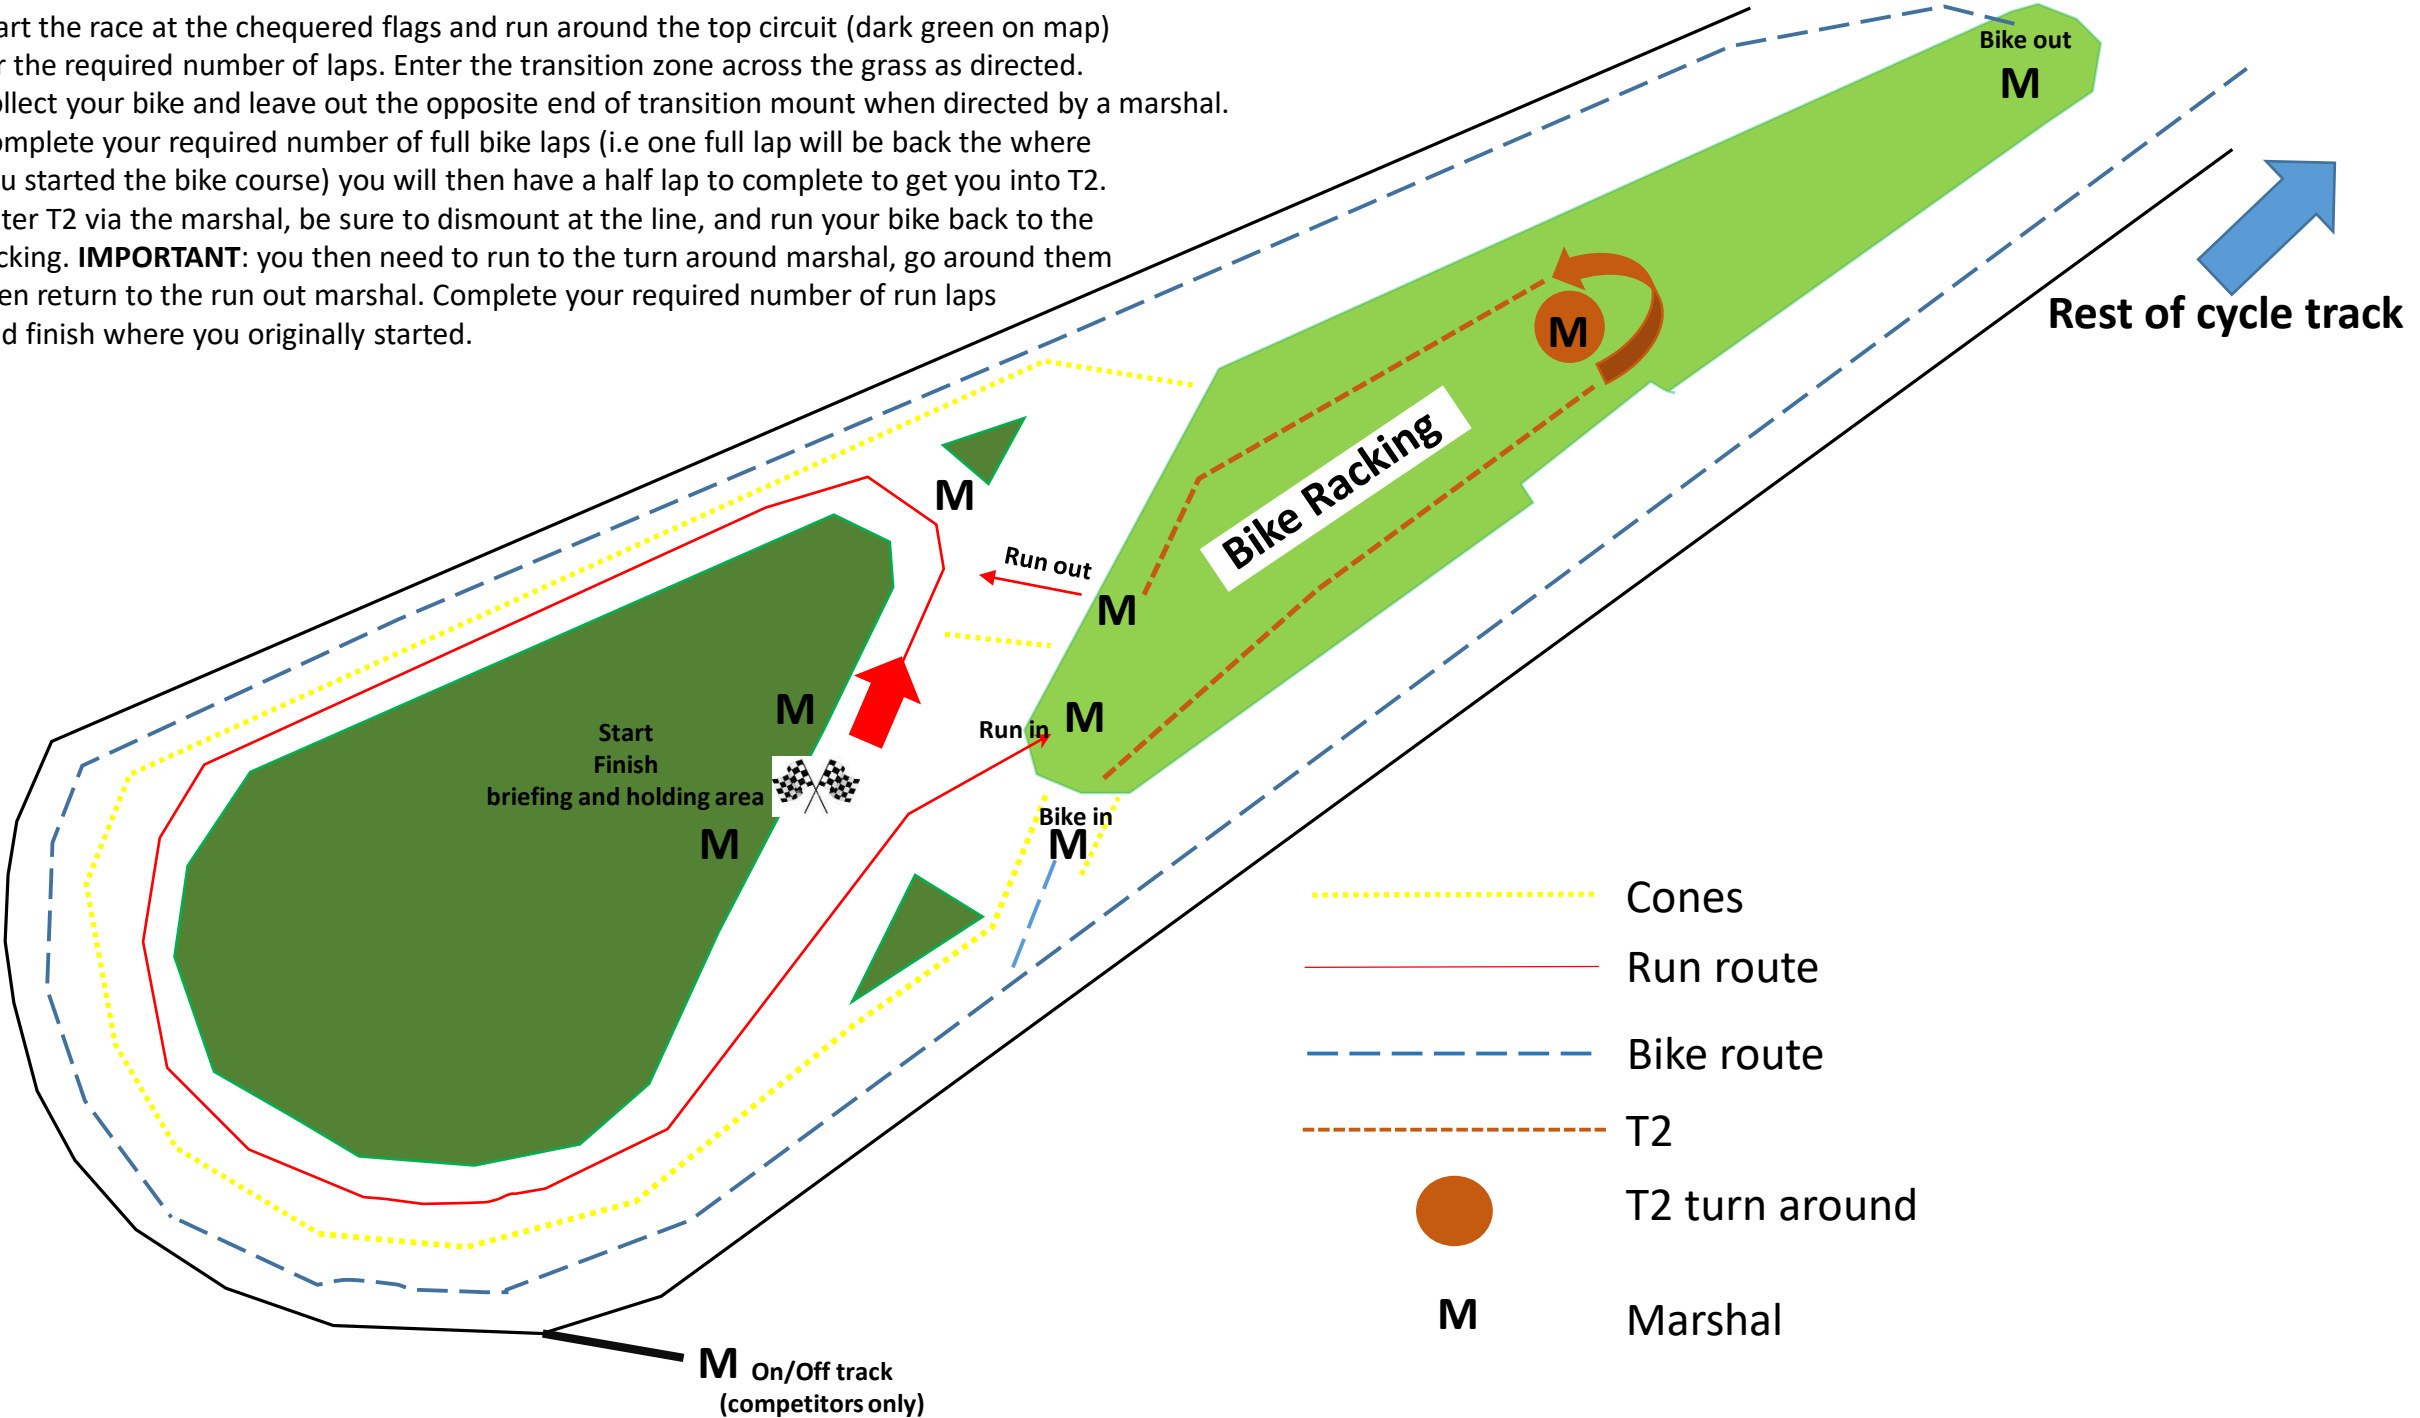 art the race at the chequered flags and run around the top circuit (dark green on map)
r the required number of laps. Enter the transition zone across the grass as directed.
ollect your bike and leave out the opposite end of transition mount when directed by a marshal.
omplete your required number of full bike laps (i.e one full lap will be back the where
u started the bike course) you will then have a half lap to complete to get you into T2.
ter T2 via the marshal, be sure to dismount at the line, and run your bike back to the
cking. IMPORTANT: you then need to run to the turn around marshal, go around them
en return to the run out marshal. Complete your required number of run laps
d finish where you originally started.
Bike out
M
Rest of cycle track
M
Bike Racking
M
Run out
M
M
Run in
M
Start
Finish
briefing and holding area
M
Bike in
M
Cones
Run route
Bike route
T2
T2 turn around
M Marshal
M On/Off track
(competitors only)